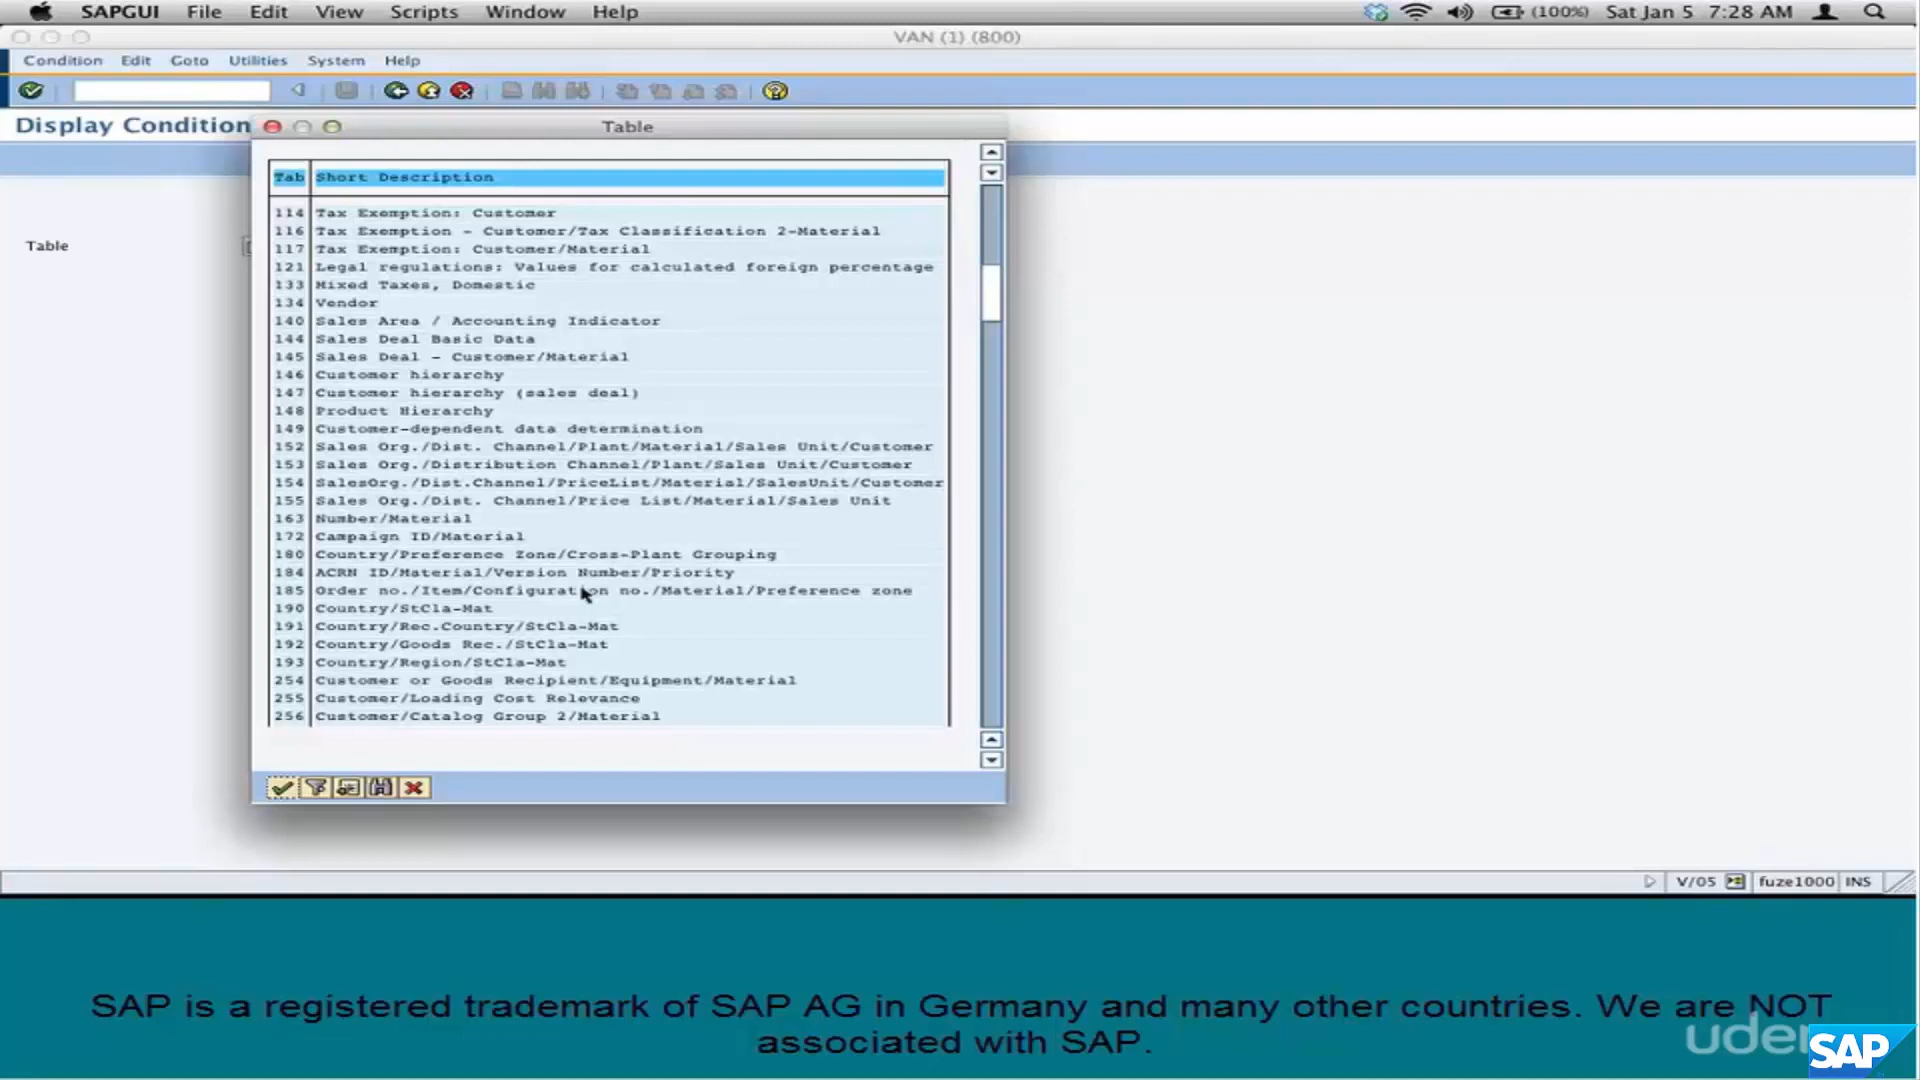 SAPGUI File Edit View Scripts Window Help (100%) Sat Jan 5 7:28 AM
VAN (1) (800)
Condition Edit Goto Utilities System Help
Display Condition
Table
Table
Tab Short Description
114 Tax Exemption: Customer
116 Tax Exemption - Customer/Tax Classification 2-Material
117 Tax Exemption: Customer/Material
121 Legal regulations: Values for calculated foreign percentage
133 Mixed Taxes, Domestic
134 Vendor
140 Sales Area / Accounting Indicator
144 Sales Deal Basic Data
145 Sales Deal - Customer/Material
146 Customer hierarchy
147 Customer hierarchy (sales deal)
148 Product Hierarchy
149 Customer-dependent data determination
152 Sales Org./Dist. Channel/Plant/Material/Sales Unit/Customer
153 Sales Org./Distribution Channel/Plant/Sales Unit/Customer
154 SalesOrg./Dist.Channel/PriceList/Material/SalesUnit/Customer
155 Sales Org./Dist. Channel/Price List/Material/Sales Unit
163 Number/Material
172 Campaign ID/Material
180 Country/Preference Zone/Cross-Plant Grouping
184 ACRN ID/Material/Version Number/Priority
185 Order no./Item/Configuration no./Material/Preference zone
190 Country/StCla-Mat
191 Country/Rec.Country/StCla-Mat
192 Country/Goods Rec./StCla-Mat
193 Country/Region/StCla-Mat
254 Customer or Goods Recipient/Equipment/Material
255 Customer/Loading Cost Relevance
256 Customer/Catalog Group 2/Material
V/05 fuze1000 INS
SAP is a registered trademark of SAP AG in Germany and many other countries. We are NOT
associated with SAP.
SAP